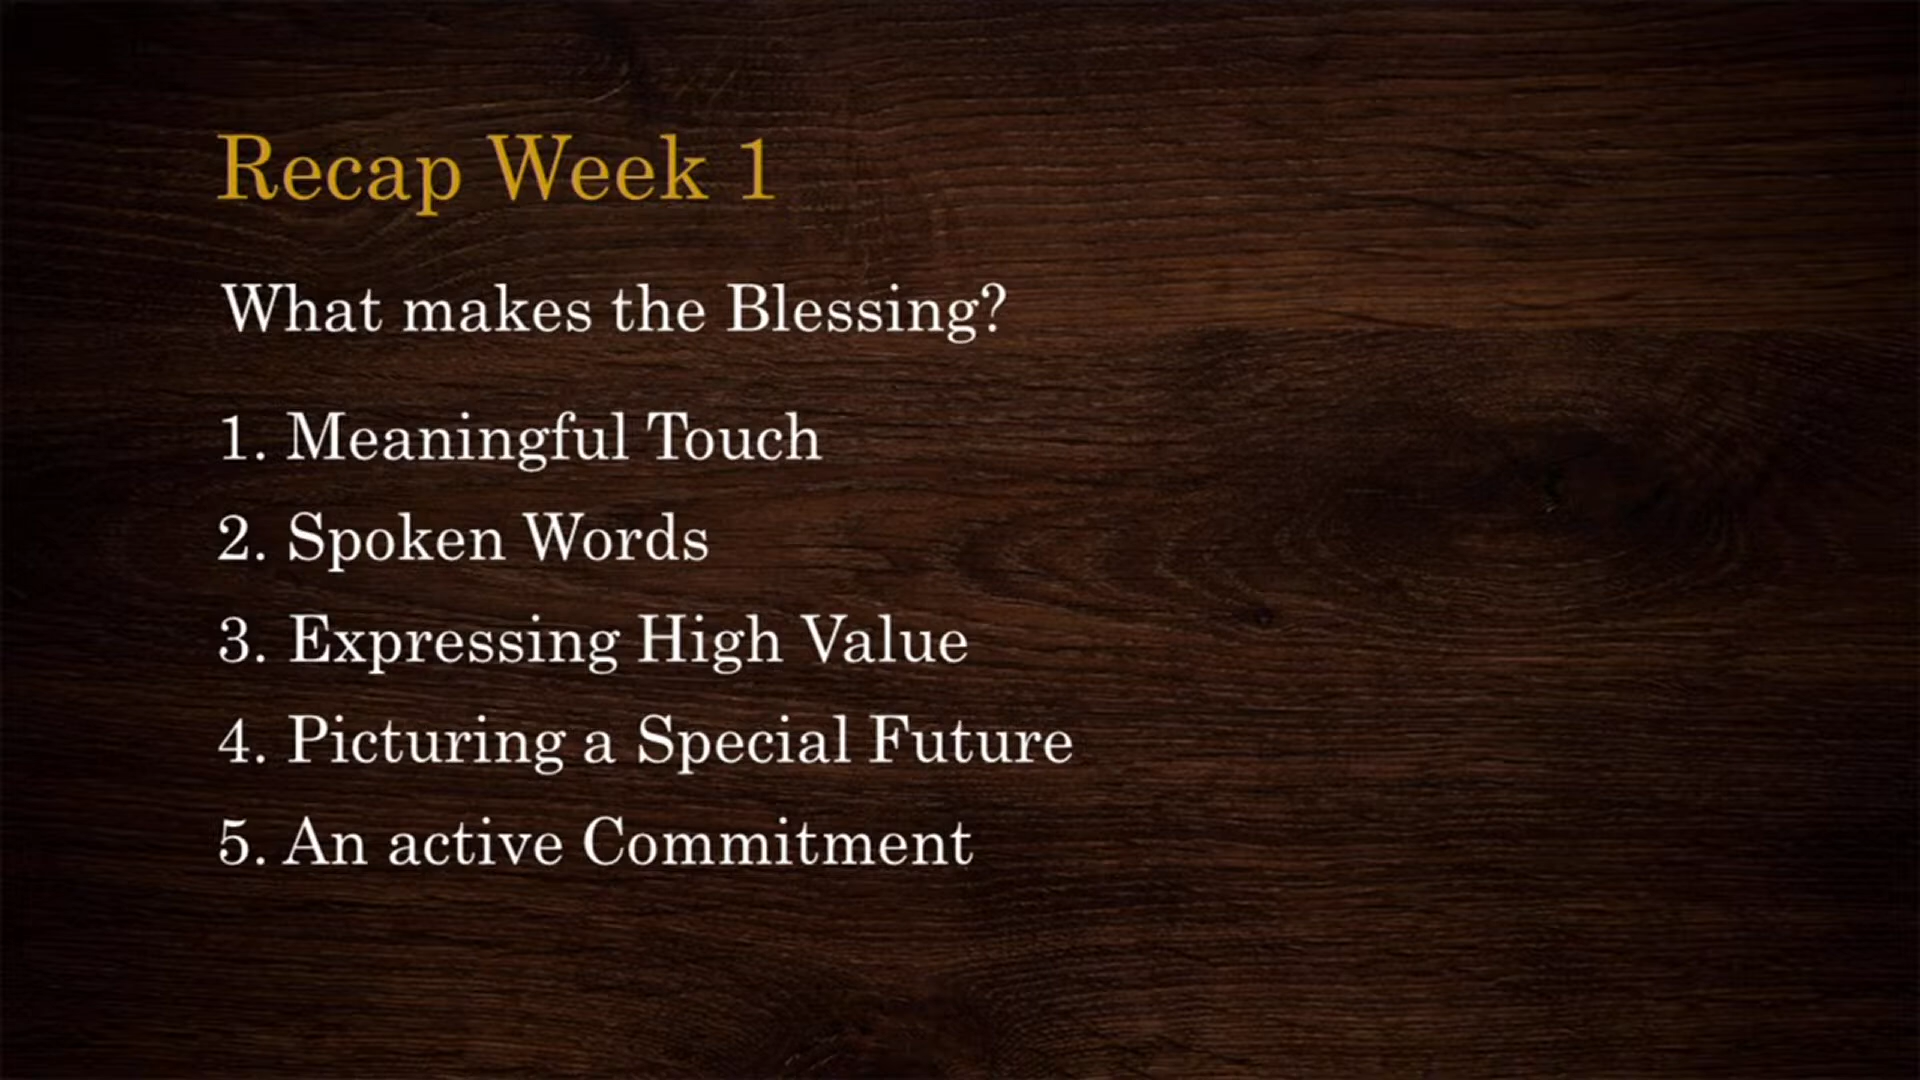 Recap Week 1
What makes the Blessing?
1. Meaningful Touch
2. Spoken Words
3. Expressing High Value
4. Picturing a Special Future
5. An active Commitment